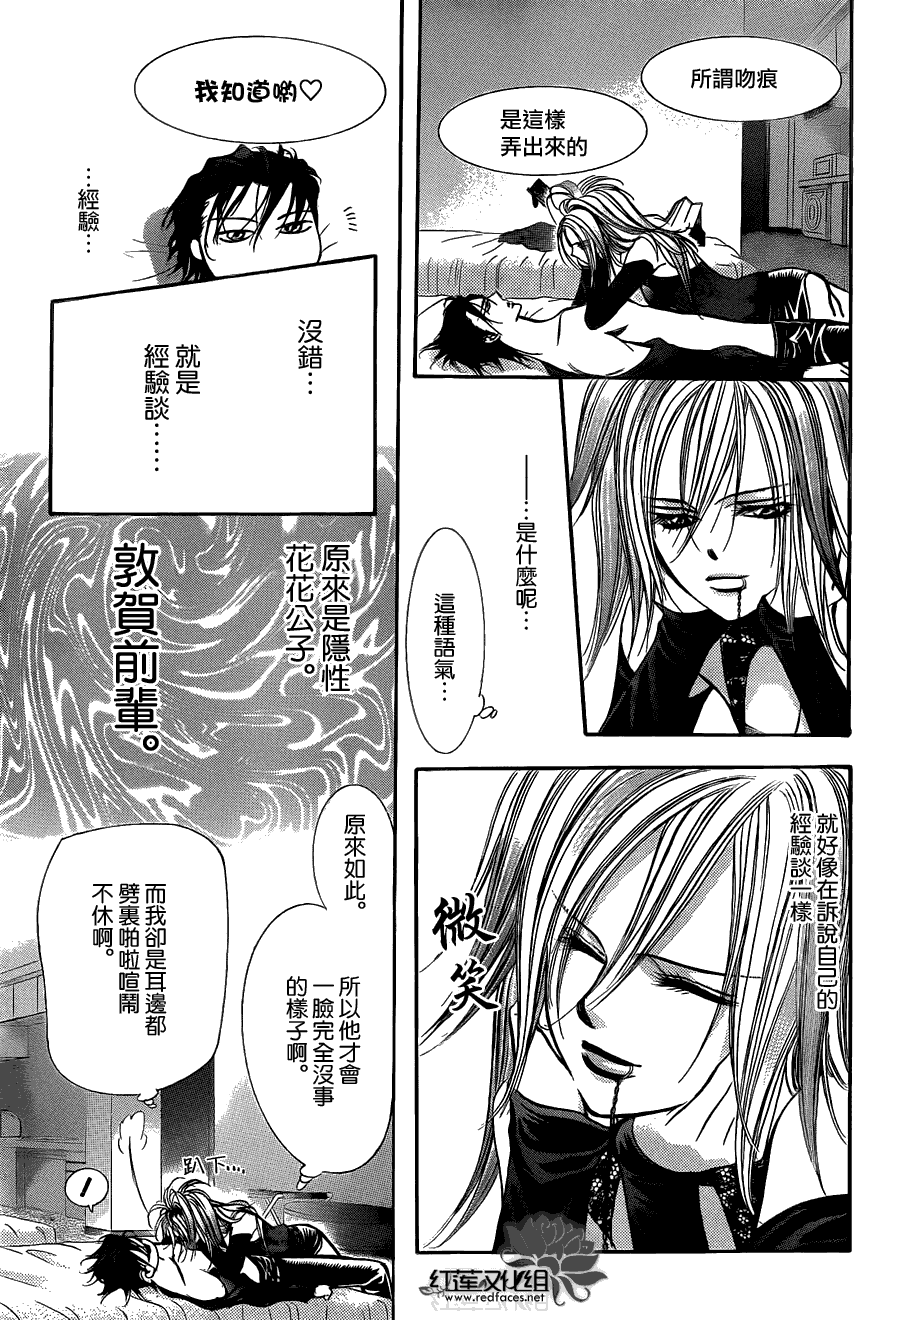 所謂吻痕
是這樣
弄出來的
——…是什麼呢…
這種語氣…
就好像在訴說自己的
經驗談一樣
微笑
我知道喲♡
…經驗…
沒錯…
就是
經驗談……
原來是隱性
花花公子。
敦賀前輩。
原來如此。
所以他才會
一臉完全沒事
的樣子啊。
而我卻是耳邊都
劈裏啪啦喧鬧
不休啊。
趴下…
紅蓮文化組
www.redfaces.net